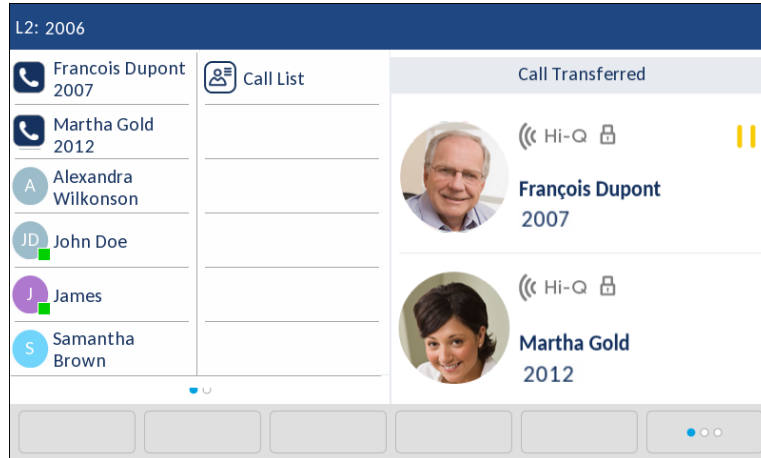 L2: 2006
Francois Dupont
2007
Martha Gold
2012
A
Alexandra
Wilkonson
JD
John Doe
J
James
S
Samantha
Brown
Call List
Call Transferred
Hi-Q
François Dupont
2007
Hi-Q
Martha Gold
2012